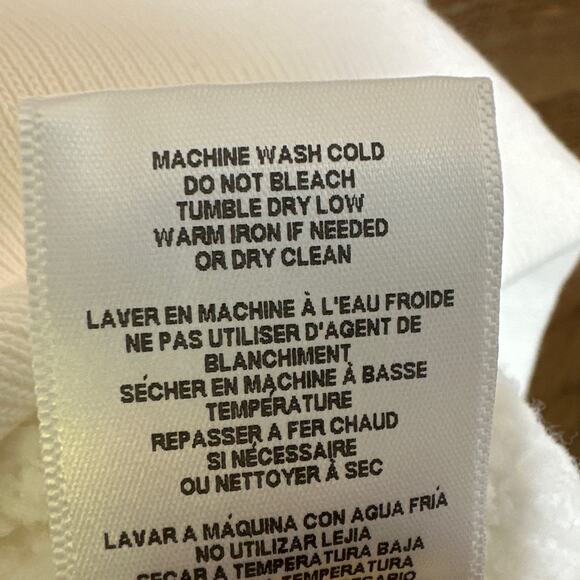 MACHINE WASH COLD
DO NOT BLEACH
TUMBLE DRY LOW
WARM IRON IF NEEDED
OR DRY CLEAN
LAVER EN MACHINE À L'EAU FROIDE
NE PAS UTILISER D'AGENT DE
BLANCHIMENT
SÉCHER EN MACHINE À BASSE
TEMPÉRATURE
REPASSER A FER CHAUD
SI NÉCESSAIRE
OU NETTOYER À SEC
LAVAR A MÁQUINA CON AGUA FRÍA
NO UTILIZAR LEJIA
SECAR A TEMPERATURA BAJA
A TEMPERATURA